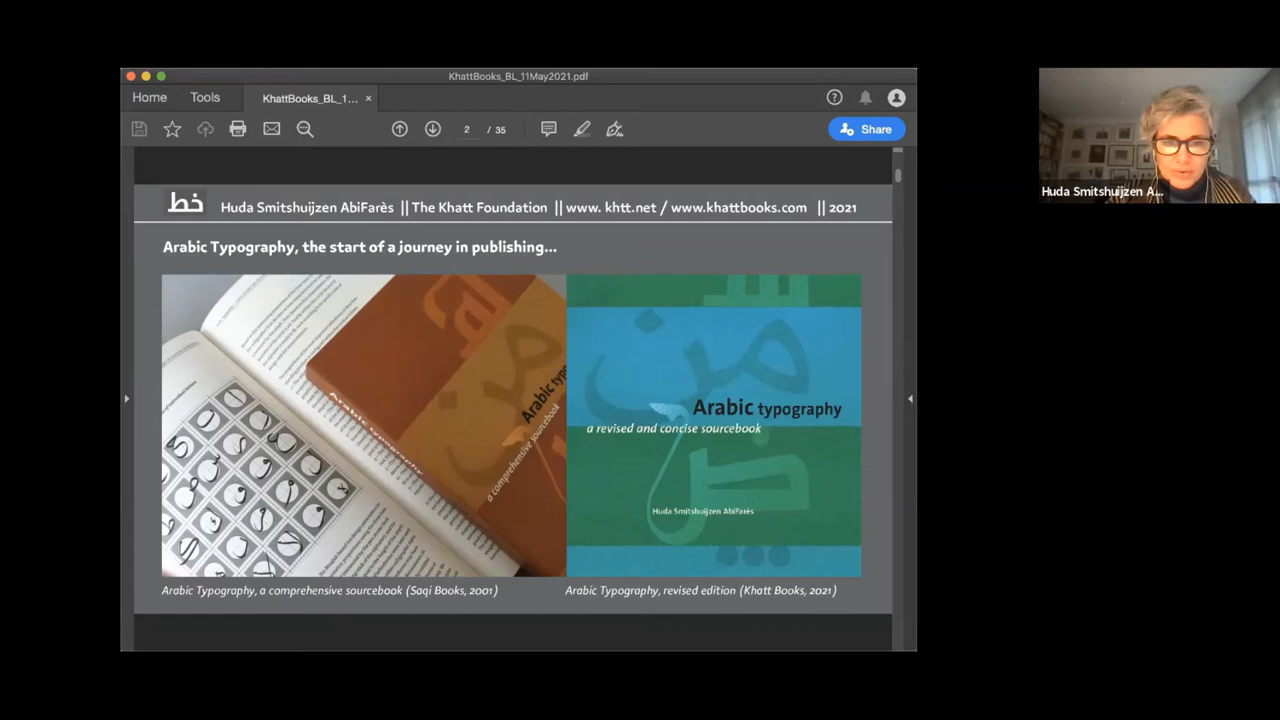 KhattBooks_BL_11May2021.pdf
Home Tools KhattBooks_BL_1... ×
2 / 35
Share
Huda Smitshuijzen A...
خط
Huda Smitshuijzen AbiFarès || The Khatt Foundation || www. khtt.net / www.khattbooks.com || 2021
Arabic Typography, the start of a journey in publishing...
Arabic typo
a comprehensive sourcebook
من
Arabic typography
a revised and concise sourcebook
ض
Huda Smitshuijzen AbiFarès
Arabic Typography, a comprehensive sourcebook (Saqi Books, 2001)
Arabic Typography, revised edition (Khatt Books, 2021)